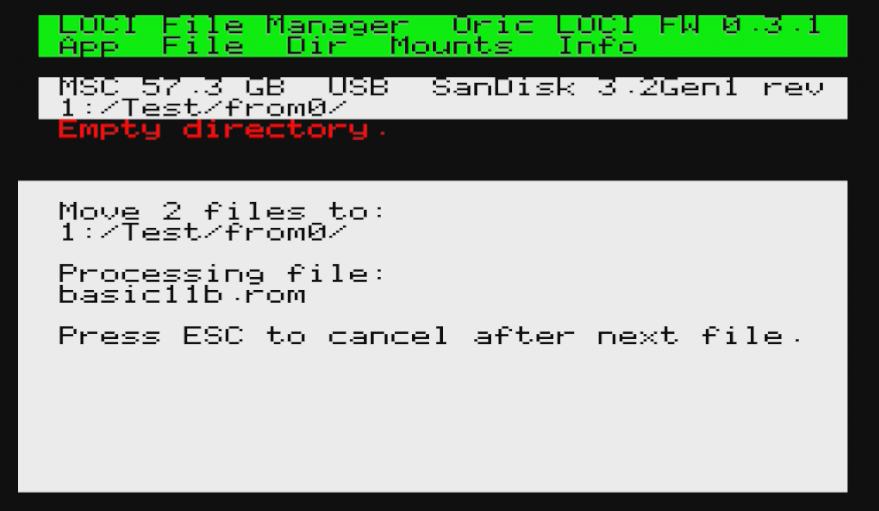 LOCI File Manager  Oric LOCI FW 0.3.1
App  File  Dir  Mounts  Info
MSC 57.3 GB  USB  SanDisk 3.2Gen1 rev
1:/Test/from0/
Empty directory.
Move 2 files to:
1:/Test/from0/
Processing file:
basic11b.rom
Press ESC to cancel after next file.